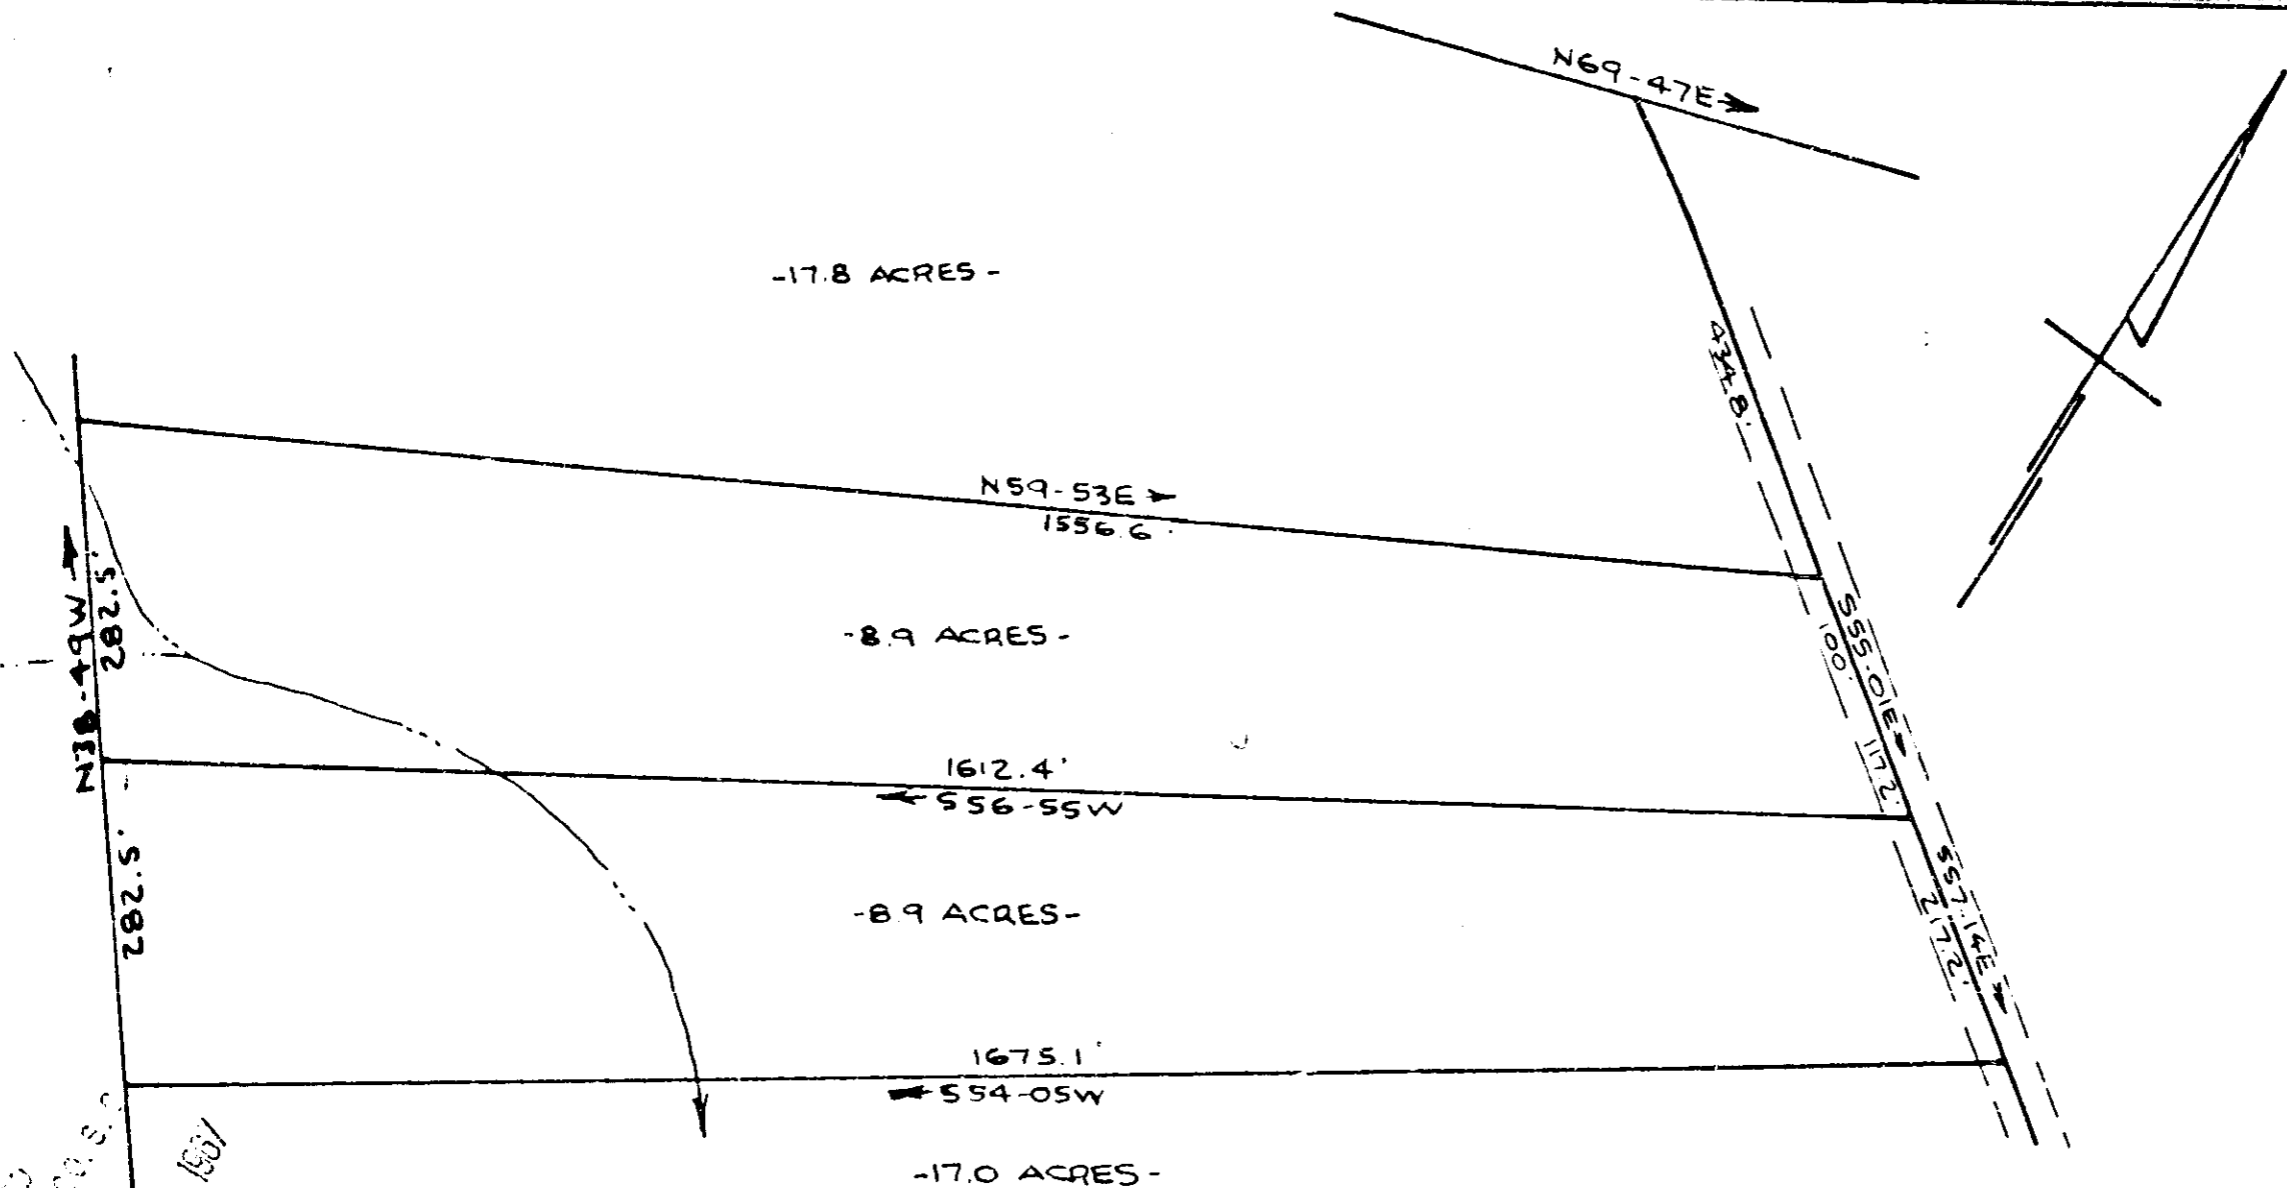 N69-47E
-17.8 ACRES-
434.8'
N59-53E
1556.6'
N38-49W
282.5'
-8.9 ACRES-
S55-01E
100'
117.2'
1612.4'
S56-55W
282.5'
-8.9 ACRES-
S57-14E
217.2'
1675.1'
S54-05W
-17.0 ACRES-